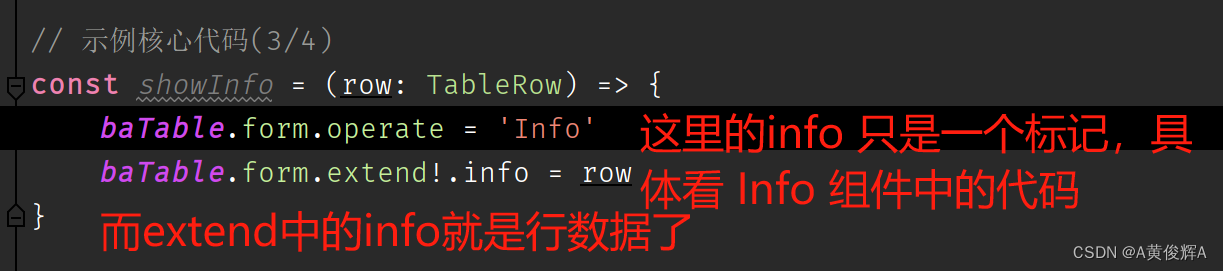 // 示例核心代码(3/4)
const showInfo = (row: TableRow) => {
baTable.form.operate = 'Info'
这里的info 只是一个标记，具
baTable.form.extend!.info = row
体看 Info 组件中的代码
}
而extend中的info就是行数据了
CSDN @A黄俊辉A